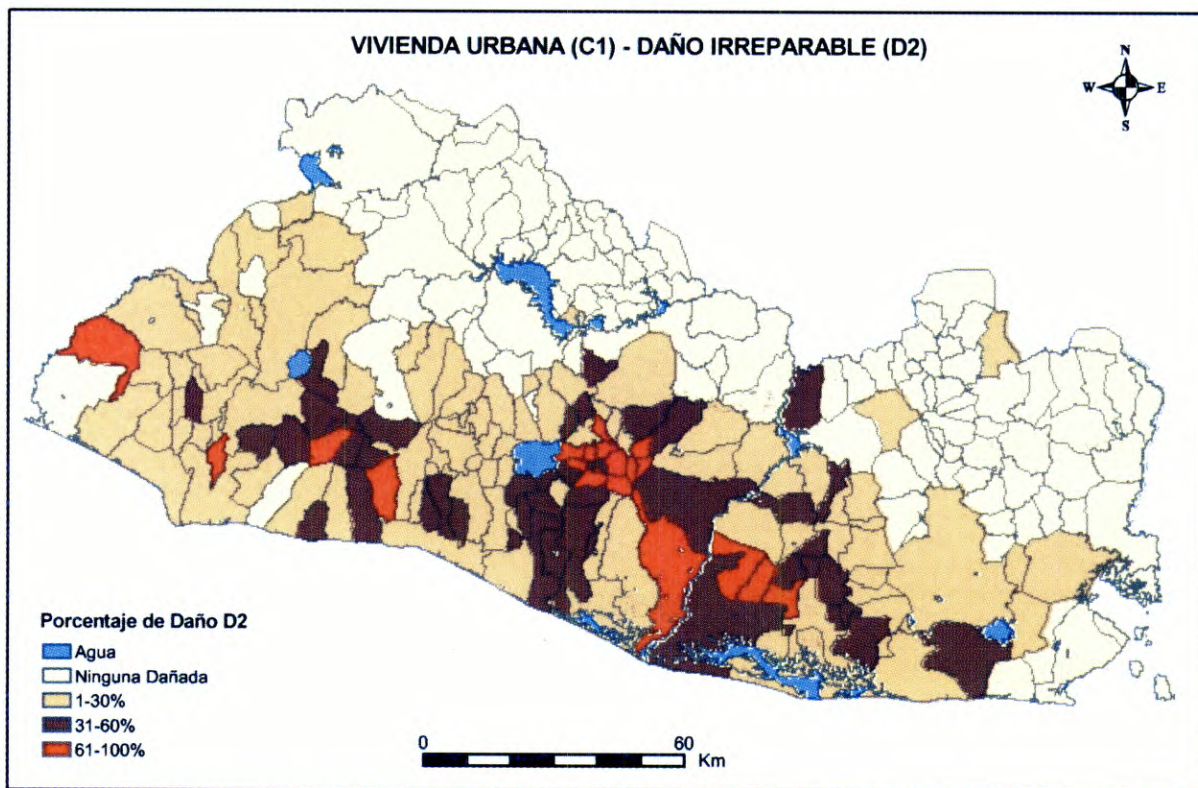 VIVIENDA URBANA (C1) - DAÑO IRREPARABLE (D2)
N
W E
S
Porcentaje de Daño D2
Agua
Ninguna Dañada
1-30%
31-60%
61-100%
0 60
Km